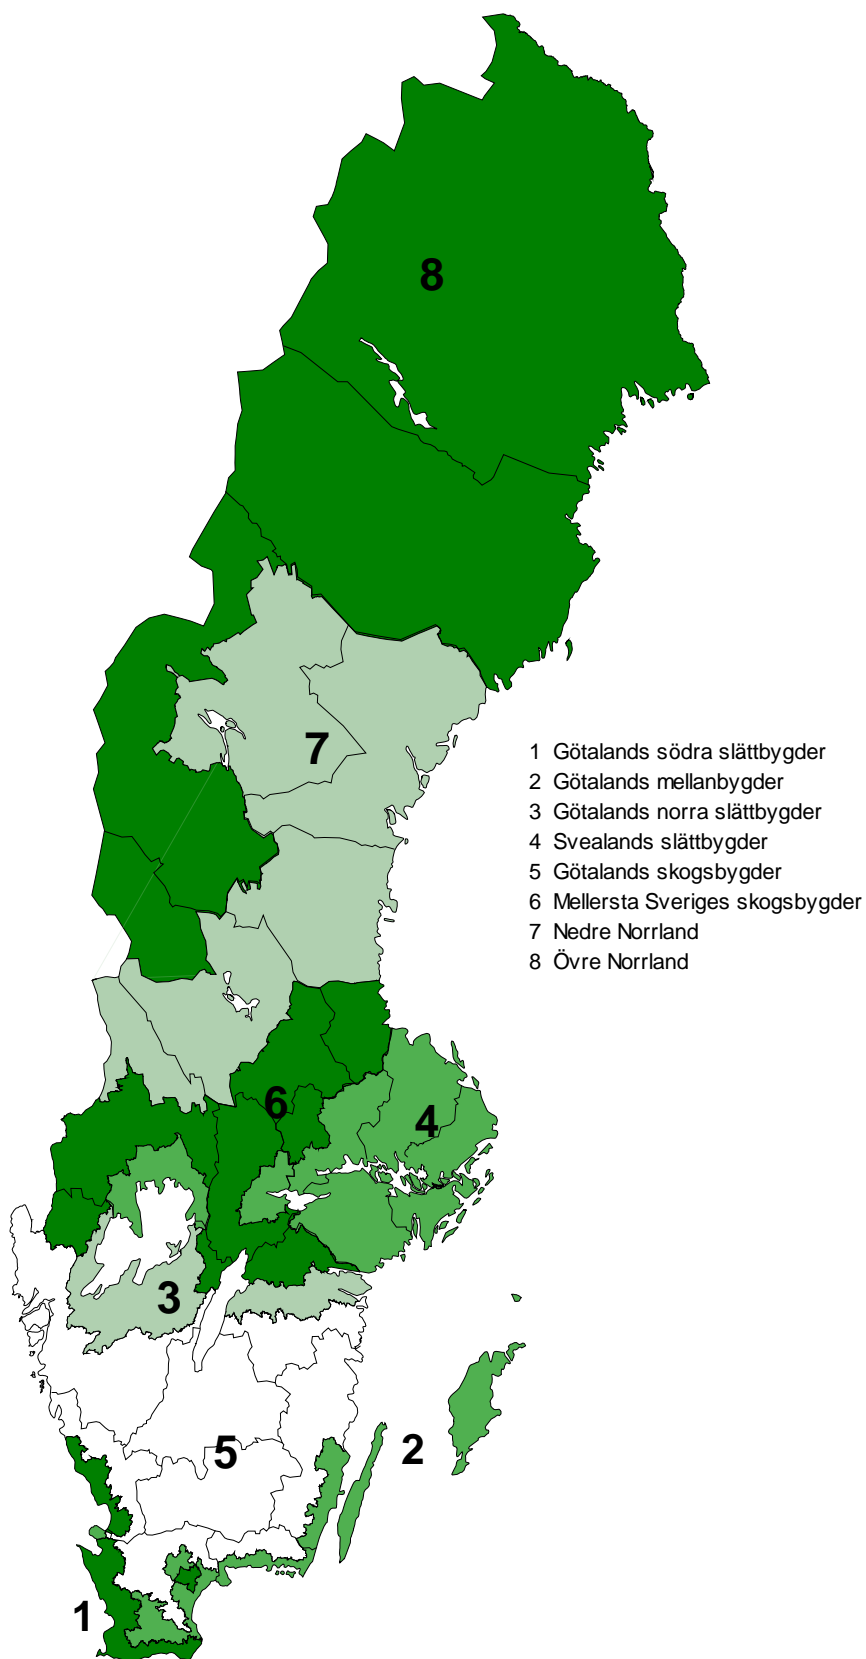 8
7
1 Götalands södra slättbygder
2 Götalands mellanbygder
3 Götalands norra slättbygder
4 Svealands slättbygder
5 Götalands skogsbygder
6 Mellersta Sveriges skogsbygder
7 Nedre Norrland
8 Övre Norrland
6
4
3
2
5
1